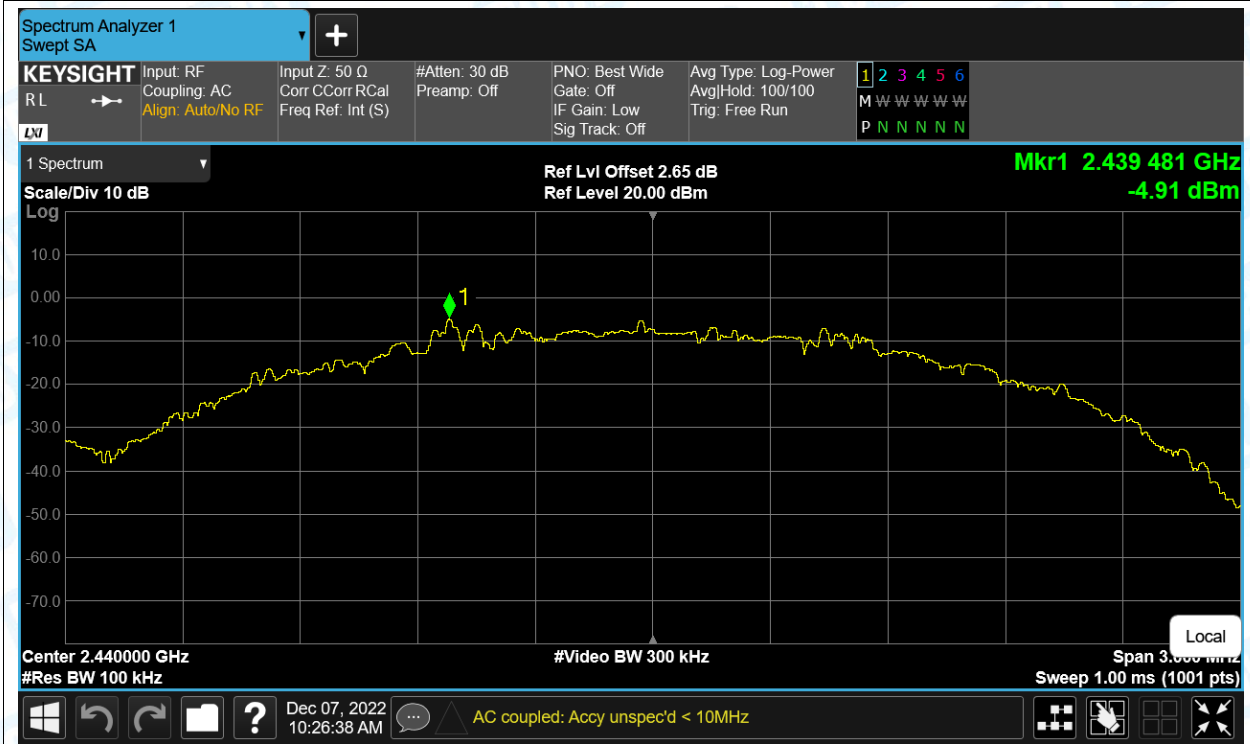 Spectrum Analyzer 1
Swept SA
KEYSIGHT
R L
LXI
Input: RF
Coupling: AC
Align: Auto/No RF
Input Z: 50 Ω
Corr CCorr RCal
Freq Ref: Int (S)
#Atten: 30 dB
Preamp: Off
PNO: Best Wide
Gate: Off
IF Gain: Low
Sig Track: Off
Avg Type: Log-Power
Avg|Hold: 100/100
Trig: Free Run
1 2 3 4 5 6
M W W W W W W
P N N N N N
1 Spectrum
Scale/Div 10 dB
Log
Ref Lvl Offset 2.65 dB
Ref Level 20.00 dBm
Mkr1 2.439 481 GHz
-4.91 dBm
10.0
0.00
1
-10.0
-20.0
-30.0
-40.0
-50.0
-60.0
-70.0
Local
Center 2.440000 GHz
#Video BW 300 kHz
Span 3.000 MHz
#Res BW 100 kHz
Sweep 1.00 ms (1001 pts)
?
Dec 07, 2022
10:26:38 AM
AC coupled: Accy unspec'd < 10MHz